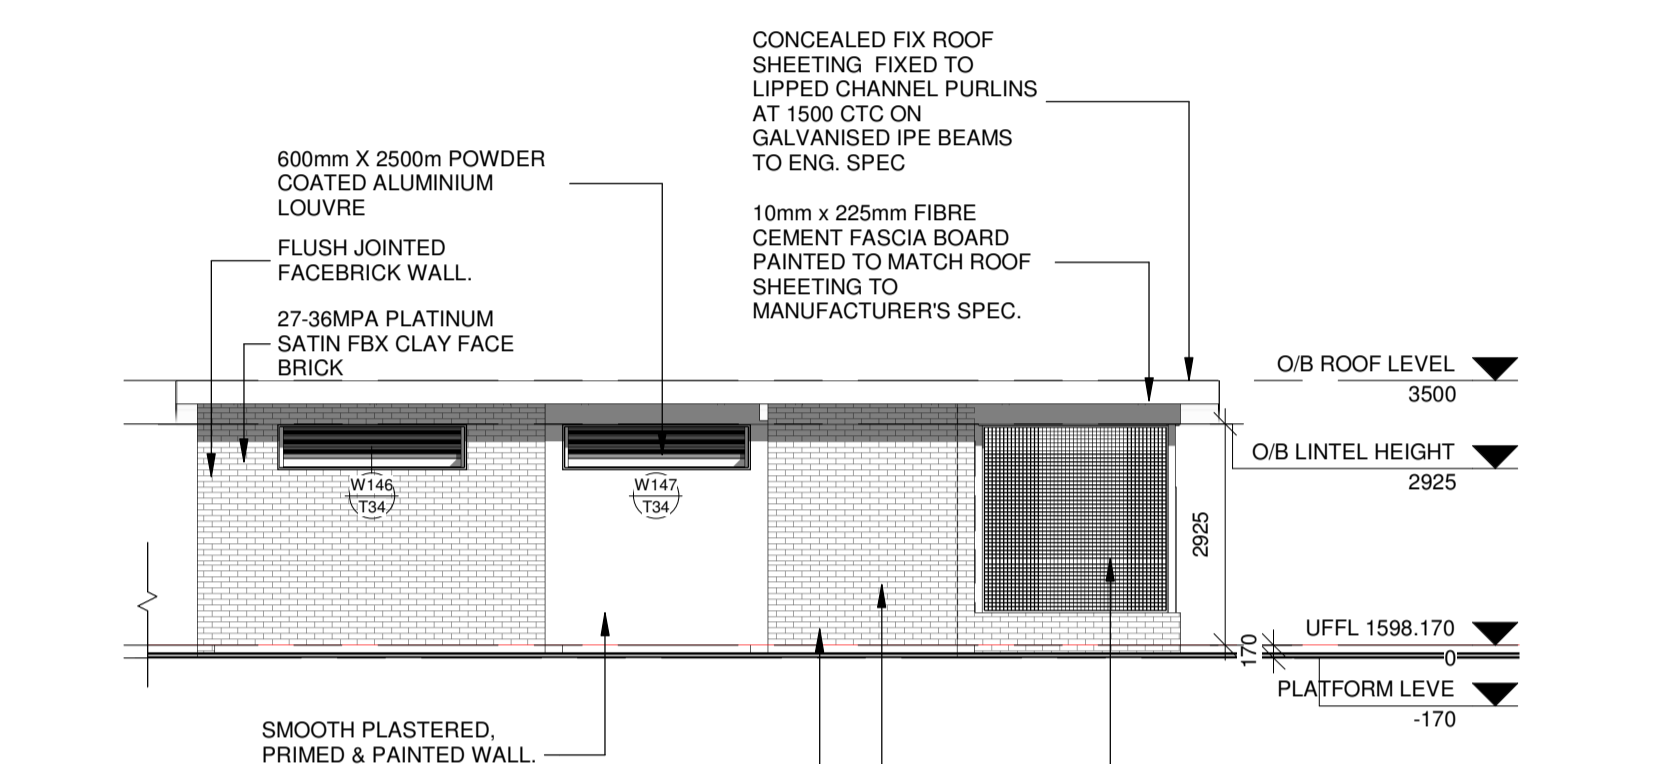 CONCEALED FIX ROOF
SHEETING  FIXED TO
LIPPED CHANNEL PURLINS
AT 1500 CTC ON
GALVANISED IPE BEAMS
TO ENG. SPEC
600mm X 2500m POWDER
COATED ALUMINIUM
LOUVRE
FLUSH JOINTED
FACEBRICK WALL.
27-36MPA PLATINUM
SATIN FBX CLAY FACE
BRICK
10mm x 225mm FIBRE
CEMENT FASCIA BOARD
PAINTED TO MATCH ROOF
SHEETING TO
MANUFACTURER'S SPEC.
O/B ROOF LEVEL
3500
O/B LINTEL HEIGHT
2925
W146
T34
W147
T34
2925
170
UFFL 1598.170
0
PLATFORM LEVE
-170
SMOOTH PLASTERED,
PRIMED & PAINTED WALL.